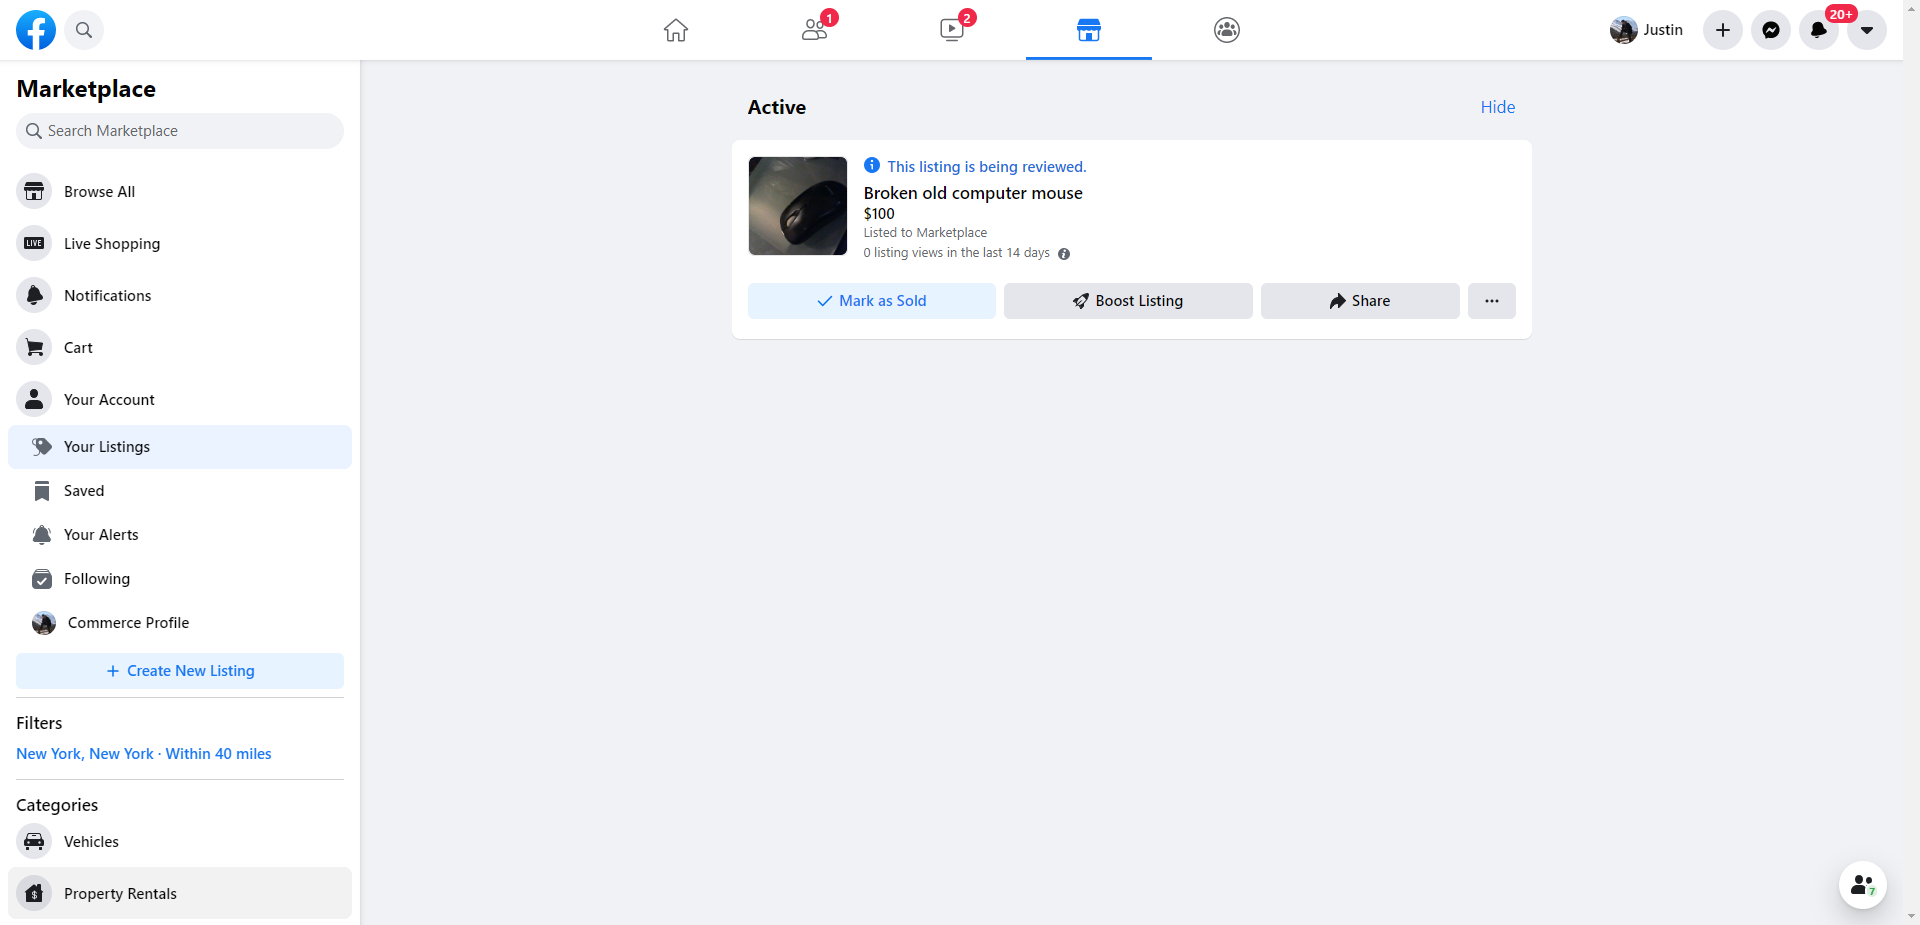 1
2
Justin
20+
Marketplace
Search Marketplace
Browse All
LIVE
Live Shopping
Notifications
Cart
Your Account
Your Listings
Saved
Your Alerts
Following
Commerce Profile
+ Create New Listing
Filters
New York, New York · Within 40 miles
Categories
Vehicles
Property Rentals
Active
Hide
This listing is being reviewed.
Broken old computer mouse
$100
Listed to Marketplace
0 listing views in the last 14 days
Mark as Sold
Boost Listing
Share
7